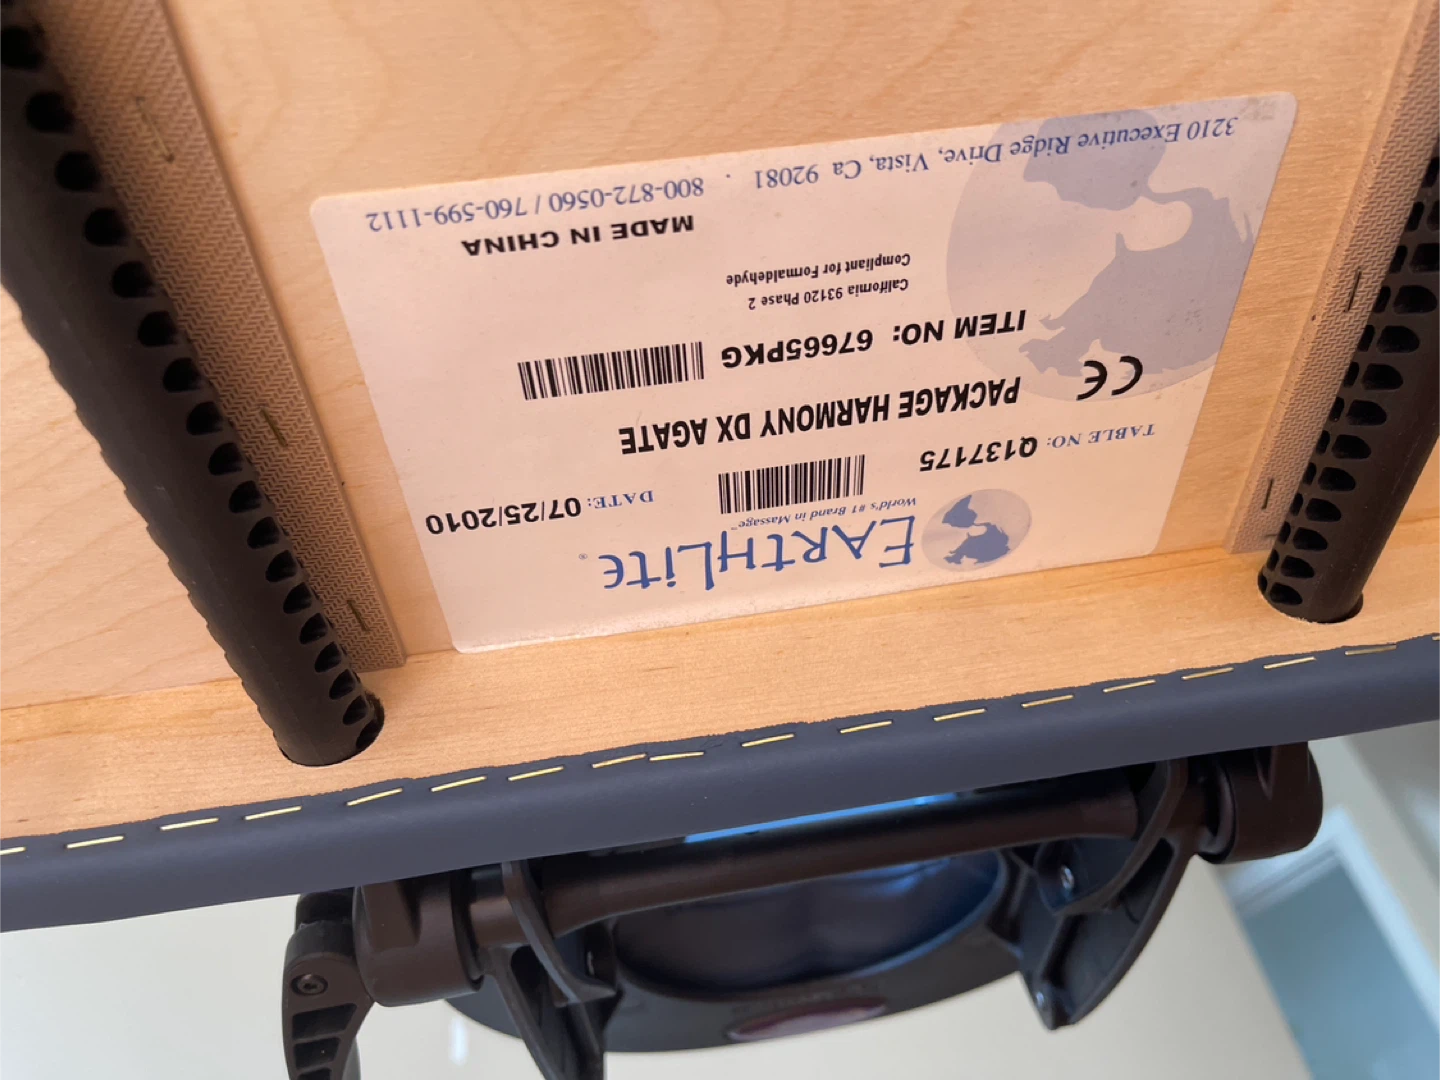 EARTHLITE®
World's #1 Brand in Massage™
TABLE NO: Q137175
DATE: 07/25/2010
PACKAGE HARMONY DX AGATE
CE
ITEM NO: 67665PKG
California 93120 Phase 2
Compliant for Formaldehyde
MADE IN CHINA
3210 Executive Ridge Drive, Vista, Ca 92081 · 800-872-0560 / 760-599-1112